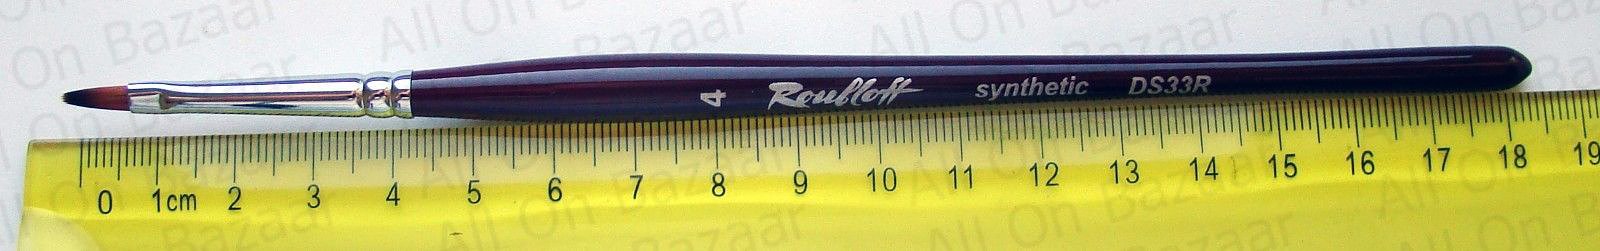 4 Roubloff synthetic DS33R
0 1cm 2 3 4 5 6 7 8 9 10 11 12 13 14 15 16 17 18 19
All On Bazaar